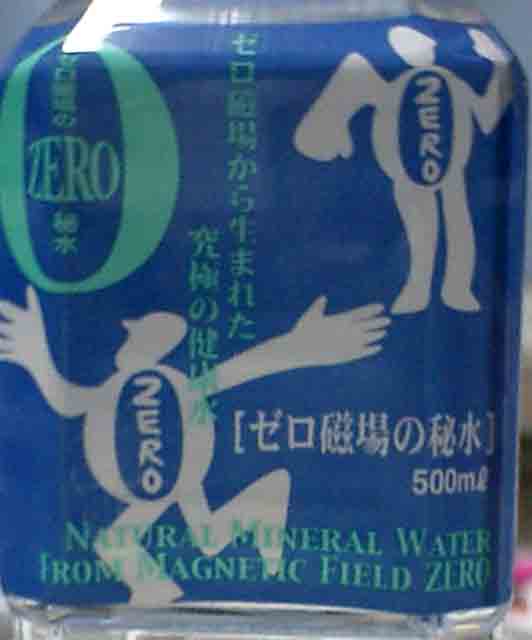 ゼロ磁場の
ZERO
秘水
ゼロ磁場から生まれた
究極の健康水
ZERO
ZERO
[ゼロ磁場の秘水]
500mℓ
NATURAL MINERAL WATER
FROM MAGNETIC FIELD ZERO